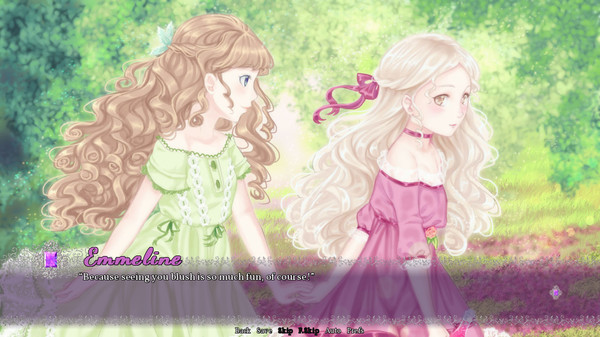 Emmeline
"Because seeing you blush is so much fun, of course!"
Back Save Skip F.Skip Auto Prefs